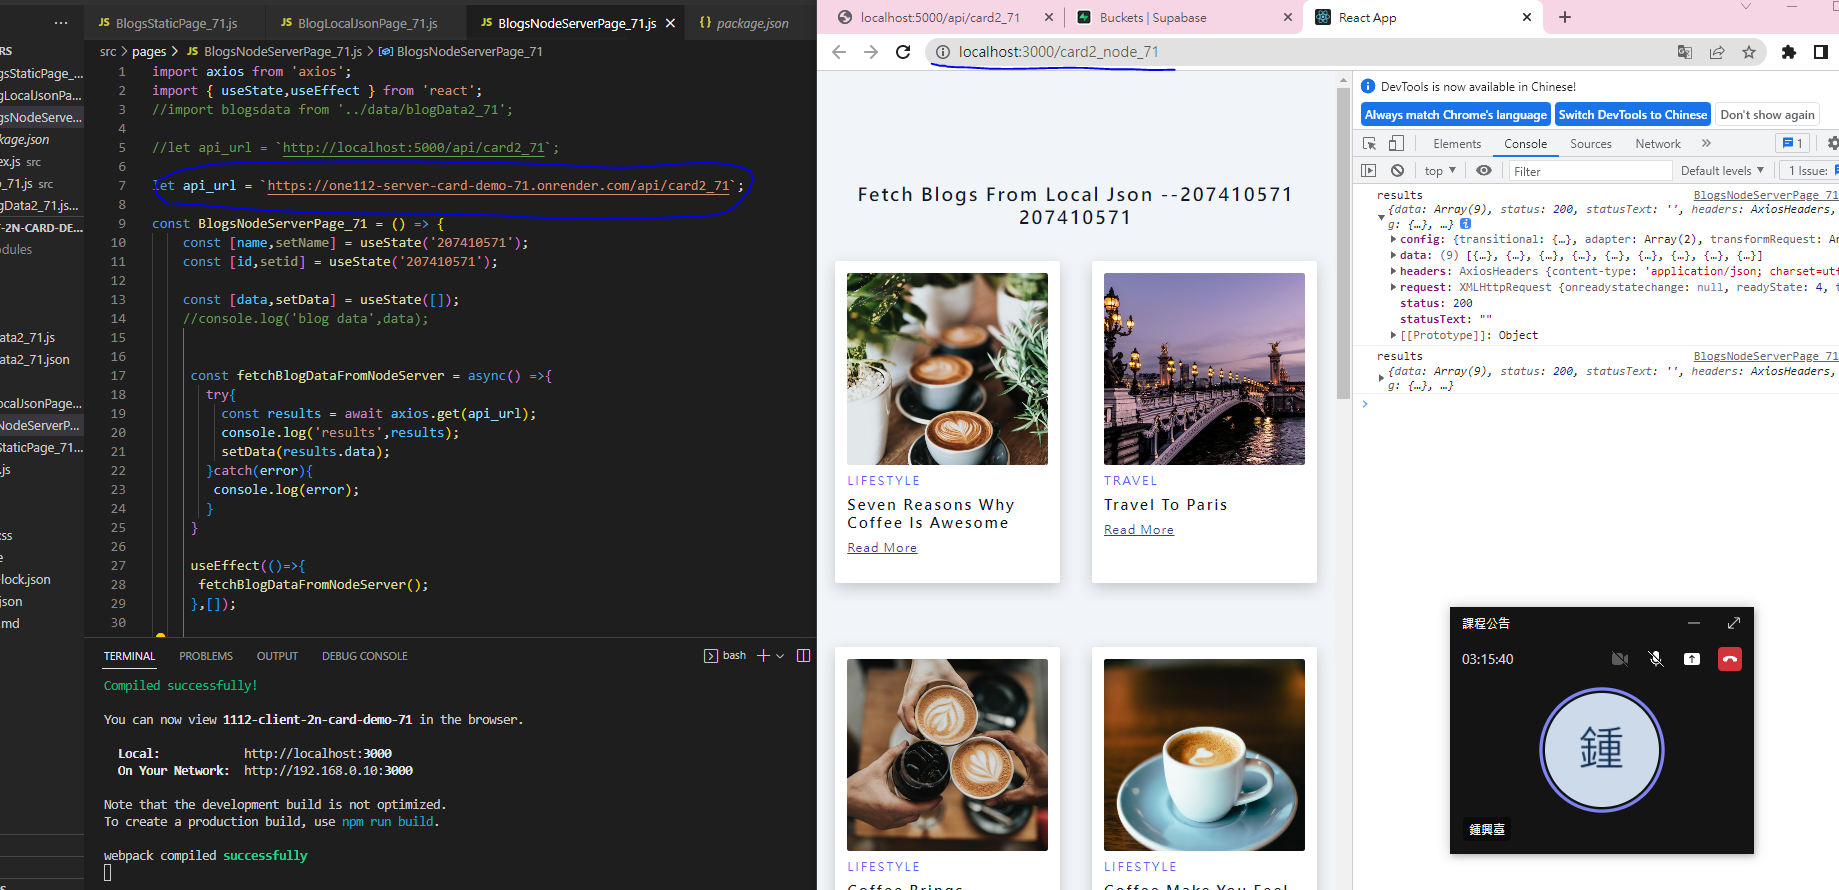 BlogsStaticPage_71.js
BlogLocalJsonPage_71.js
BlogsNodeServerPage_71.js
package.json
src > pages > BlogsNodeServerPage_71.js > BlogsNodeServerPage_71
1 import axios from 'axios';
2 import { useState,useEffect } from 'react';
3 //import blogsdata from '../data/blogData2_71';
4
5 //let api_url = `http://localhost:5000/api/card2_71`;
6
7 let api_url = `https://one112-server-card-demo-71.onrender.com/api/card2_71`;
8
9 const BlogsNodeServerPage_71 = () => {
10 const [name,setName] = useState('207410571');
11 const [id,setid] = useState('207410571');
12
13 const [data,setData] = useState([]);
14 //console.log('blog data',data);
15
16
17 const fetchBlogDataFromNodeServer = async() =>{
18 try{
19 const results = await axios.get(api_url);
20 console.log('results',results);
21 setData(results.data);
22 }catch(error){
23 console.log(error);
24 }
25 }
26
27 useEffect(()=>{
28 fetchBlogDataFromNodeServer();
29 },[]);
30
ERS
gsStaticPage_...
gLocalJsonPa...
gsNodeServe...
kage.json
ex.js src
o_71.js src
gData2_71.js...
T-2N-CARD-DE...
odules
ata2_71.js
ata2_71.json
ocalJsonPage...
NodeServerP...
StaticPage_71...
.js
ss
e
-lock.json
json
.md
TERMINAL PROBLEMS OUTPUT DEBUG CONSOLE
bash
Compiled successfully!
You can now view 1112-client-2n-card-demo-71 in the browser.
Local: http://localhost:3000
On Your Network: http://192.168.0.10:3000
Note that the development build is not optimized.
To create a production build, use npm run build.
webpack compiled successfully
localhost:5000/api/card2_71
Buckets | Supabase
React App
localhost:3000/card2_node_71
Fetch Blogs From Local Json --207410571
207410571
LIFESTYLE
Seven Reasons Why
Coffee Is Awesome
Read More
TRAVEL
Travel To Paris
Read More
LIFESTYLE
Coffee Brings
LIFESTYLE
Coffee Make You Feel
DevTools is now available in Chinese!
Always match Chrome's language
Switch DevTools to Chinese
Don't show again
Elements Console Sources Network
1
top
Filter
Default levels
1 Issue:
results
BlogsNodeServerPage_71
{data: Array(9), status: 200, statusText: '', headers: AxiosHeaders,
g: {…}, …}
config: {transitional: {…}, adapter: Array(2), transformRequest: Ar
data: (9) [{…}, {…}, {…}, {…}, {…}, {…}, {…}, {…}, {…}]
headers: AxiosHeaders {content-type: 'application/json; charset=utf
request: XMLHttpRequest {onreadystatechange: null, readyState: 4, t
status: 200
statusText: ""
[[Prototype]]: Object
results
BlogsNodeServerPage_71
{data: Array(9), status: 200, statusText: '', headers: AxiosHeaders,
g: {…}, …}
課程公告
03:15:40
鍾
鍾興臺